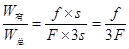 W有/W总 = f×s/F×3s = f/3F